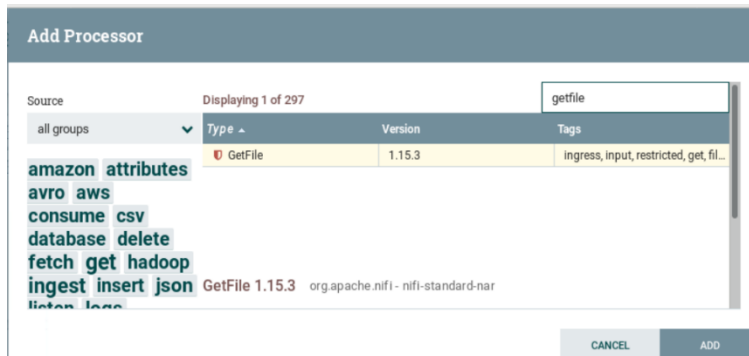 Add Processor
Source
Displaying 1 of 297
getfile
all groups
Type
Version
Tags
GetFile
1.15.3
ingress, input, restricted, get, fil...
amazon attributes
avro aws
consume csv
database delete
fetch get hadoop
ingest insert json
listen logs
GetFile 1.15.3 org.apache.nifi - nifi-standard-nar
CANCEL
ADD